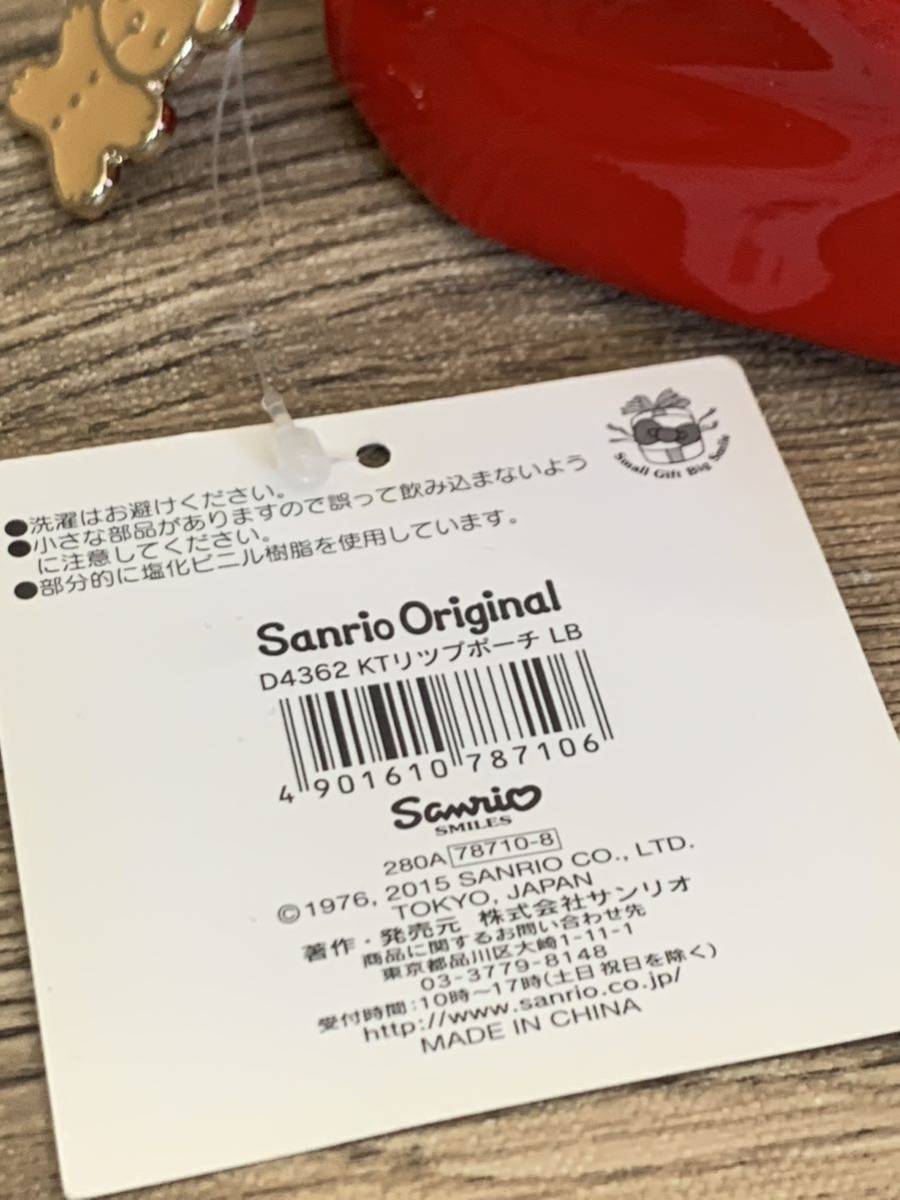 Small Gift Big Smile
●洗濯はお避けください。
●小さな部品がありますので誤って飲み込まないよう
に注意してください。
●部分的に塩化ビニル樹脂を使用しています。
Sanrio Original
D4362 KTリップポーチ LB
4 901610 787106
Sanrio
SMILES
280A 78710-8
©1976, 2015 SANRIO CO., LTD.
TOKYO, JAPAN
著作・発売元 株式会社サンリオ
商品に関するお問い合わせ先
東京都品川区大崎1-11-1
03-3779-8148
受付時間:10時~17時(土日 祝日を除く)
http://www.sanrio.co.jp/
MADE IN CHINA